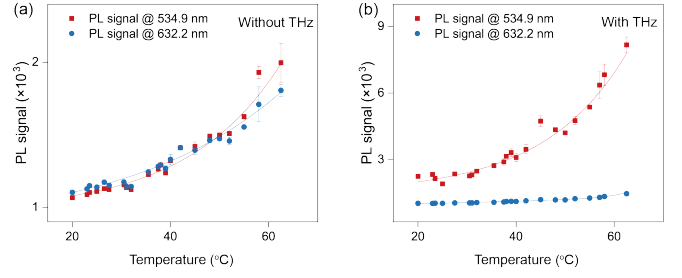 (a)
PL signal @ 534.9 nm
PL signal @ 632.2 nm
Without THz
PL signal (×10³)
2
1
20 40 60
Temperature (°C)
(b)
PL signal @ 534.9 nm
PL signal @ 632.2 nm
With THz
PL signal (×10³)
9
6
3
20 40 60
Temperature (°C)